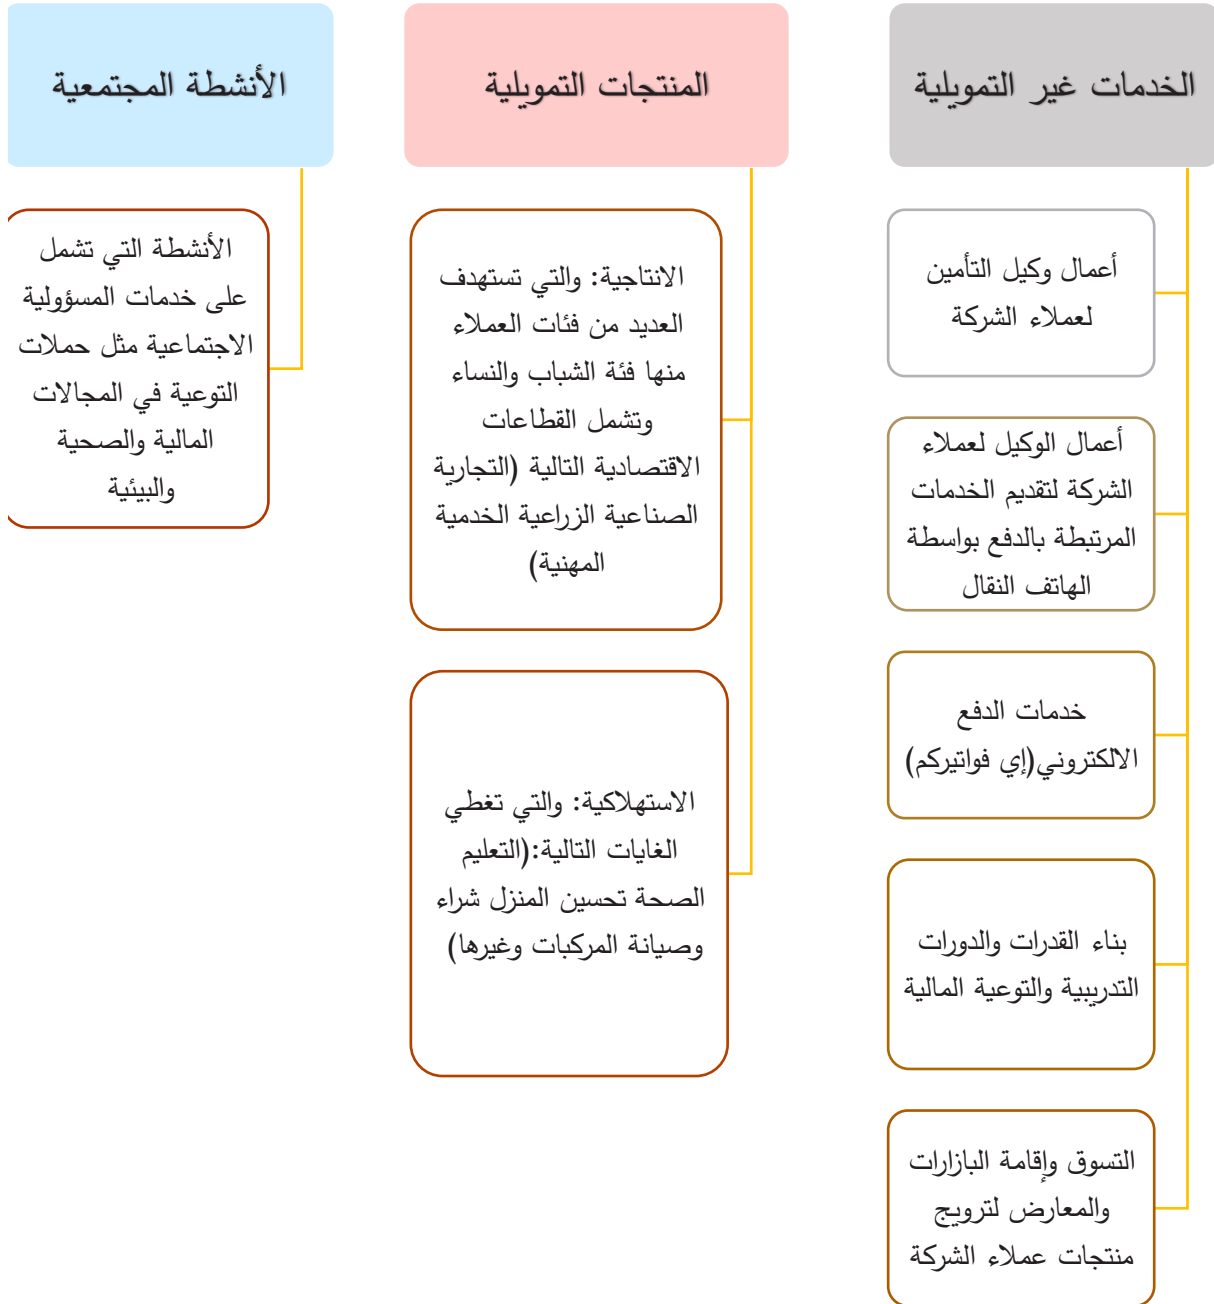 الخدمات غير التمويلية
أعمال وكيل التأمين
لعملاء الشركة
أعمال الوكيل لعملاء
الشركة لتقديم الخدمات
المرتبطة بالدفع بواسطة
الهاتف النقال
خدمات الدفع
الالكتروني(إي فواتيركم)
بناء القدرات والدورات
التدريبية والتوعية المالية
التسوق وإقامة البازارات
والمعارض لترويج
منتجات عملاء الشركة
المنتجات التمويلية
الانتاجية: والتي تستهدف
العديد من فئات العملاء
منها فئة الشباب والنساء
وتشمل القطاعات
الاقتصادية التالية (التجارية
الصناعية الزراعية الخدمية
المهنية)
الاستهلاكية: والتي تغطي
الغايات التالية:(التعليم
الصحة تحسين المنزل شراء
وصيانة المركبات وغيرها)
الأنشطة المجتمعية
الأنشطة التي تشمل
على خدمات المسؤولية
الاجتماعية مثل حملات
التوعية في المجالات
المالية والصحية
والبيئية